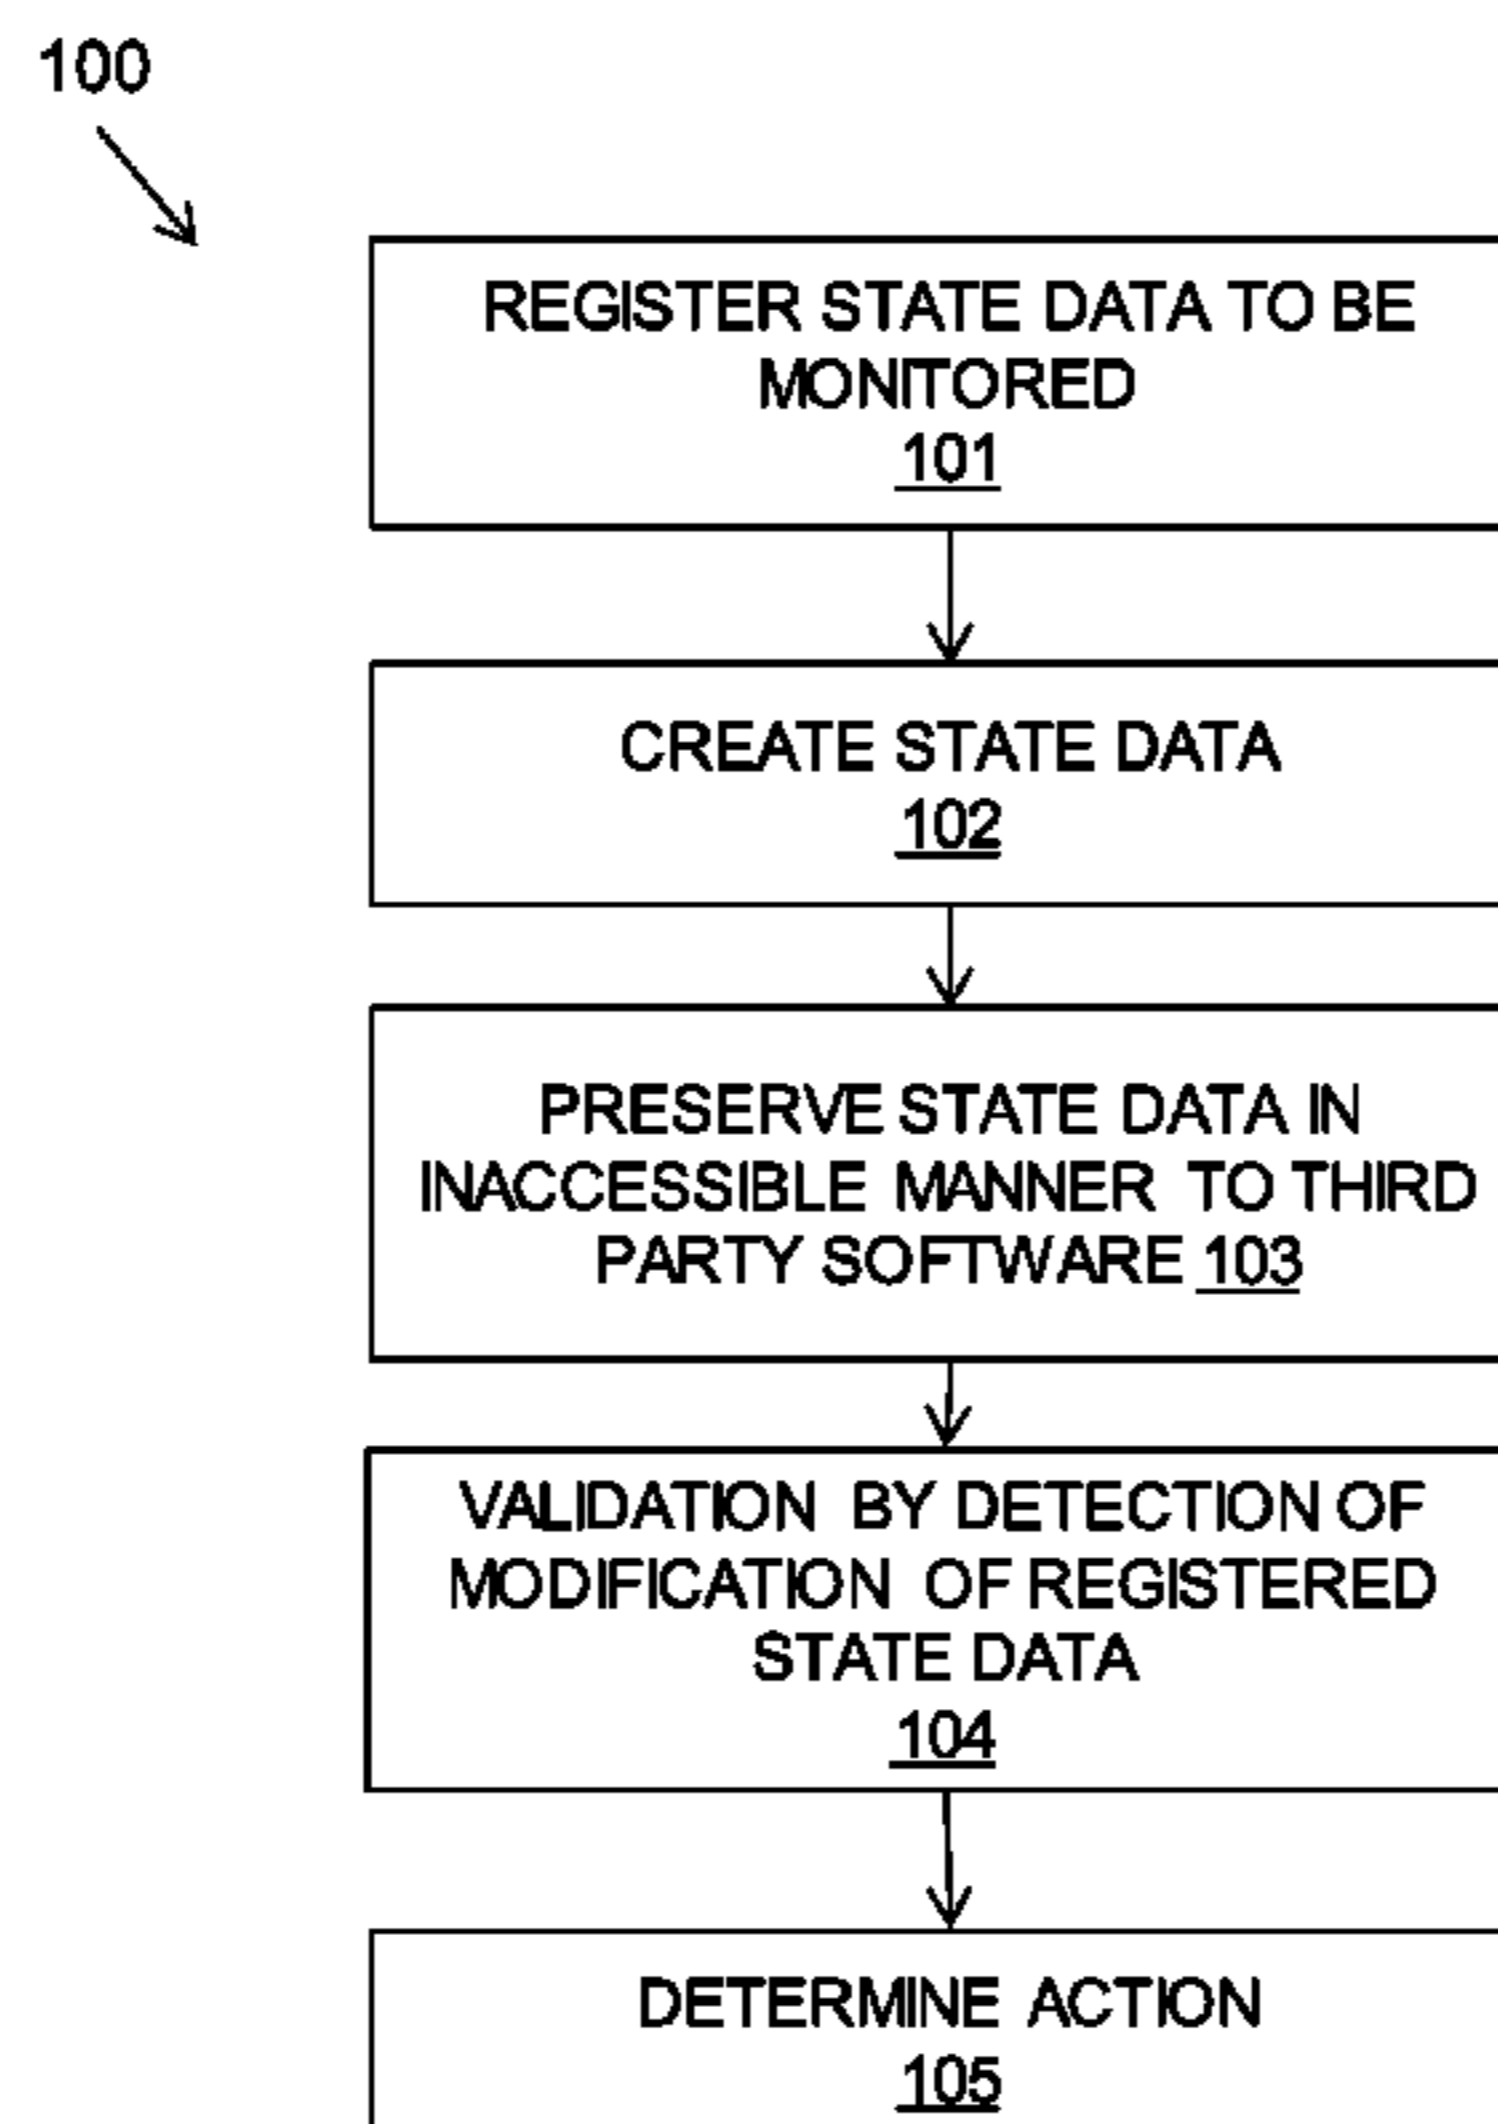 100
REGISTER STATE DATA TO BE
MONITORED
101
CREATE STATE DATA
102
PRESERVE STATE DATA IN
INACCESSIBLE MANNER TO THIRD
PARTY SOFTWARE 103
VALIDATION BY DETECTION OF
MODIFICATION OF REGISTERED
STATE DATA
104
DETERMINE ACTION
105